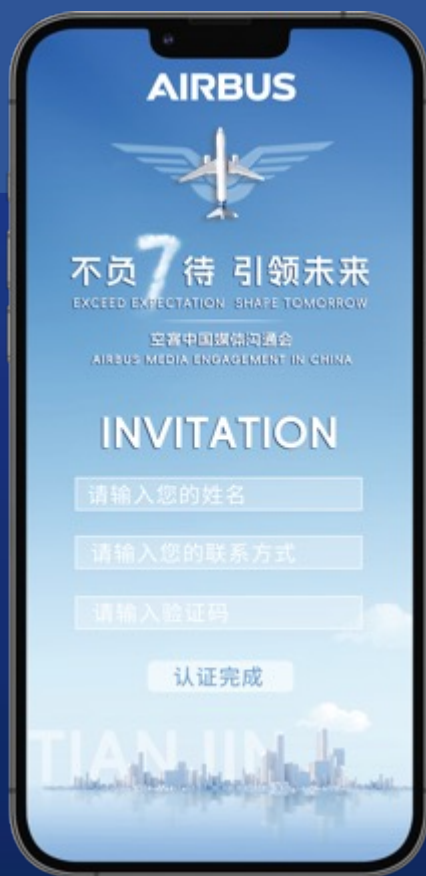 AIRBUS
不负7待 引领未来
EXCEED EXPECTATION SHAPE TOMORROW
空客中国媒体沟通会
AIRBUS MEDIA ENGAGEMENT IN CHINA
INVITATION
请输入您的姓名
请输入您的联系方式
请输入验证码
认证完成
TIANJIN